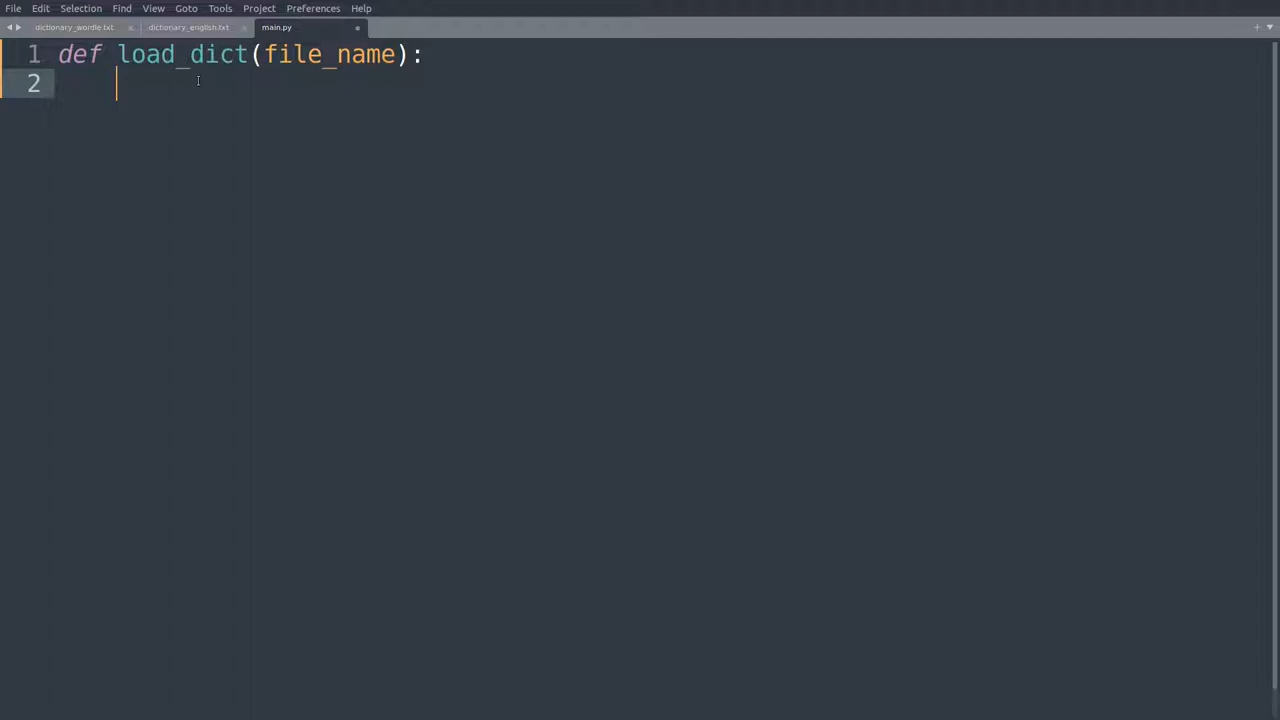 File Edit Selection Find View Goto Tools Project Preferences Help
dictionary_wordle.txt dictionary_english.txt main.py
1 def load_dict(file_name):
2